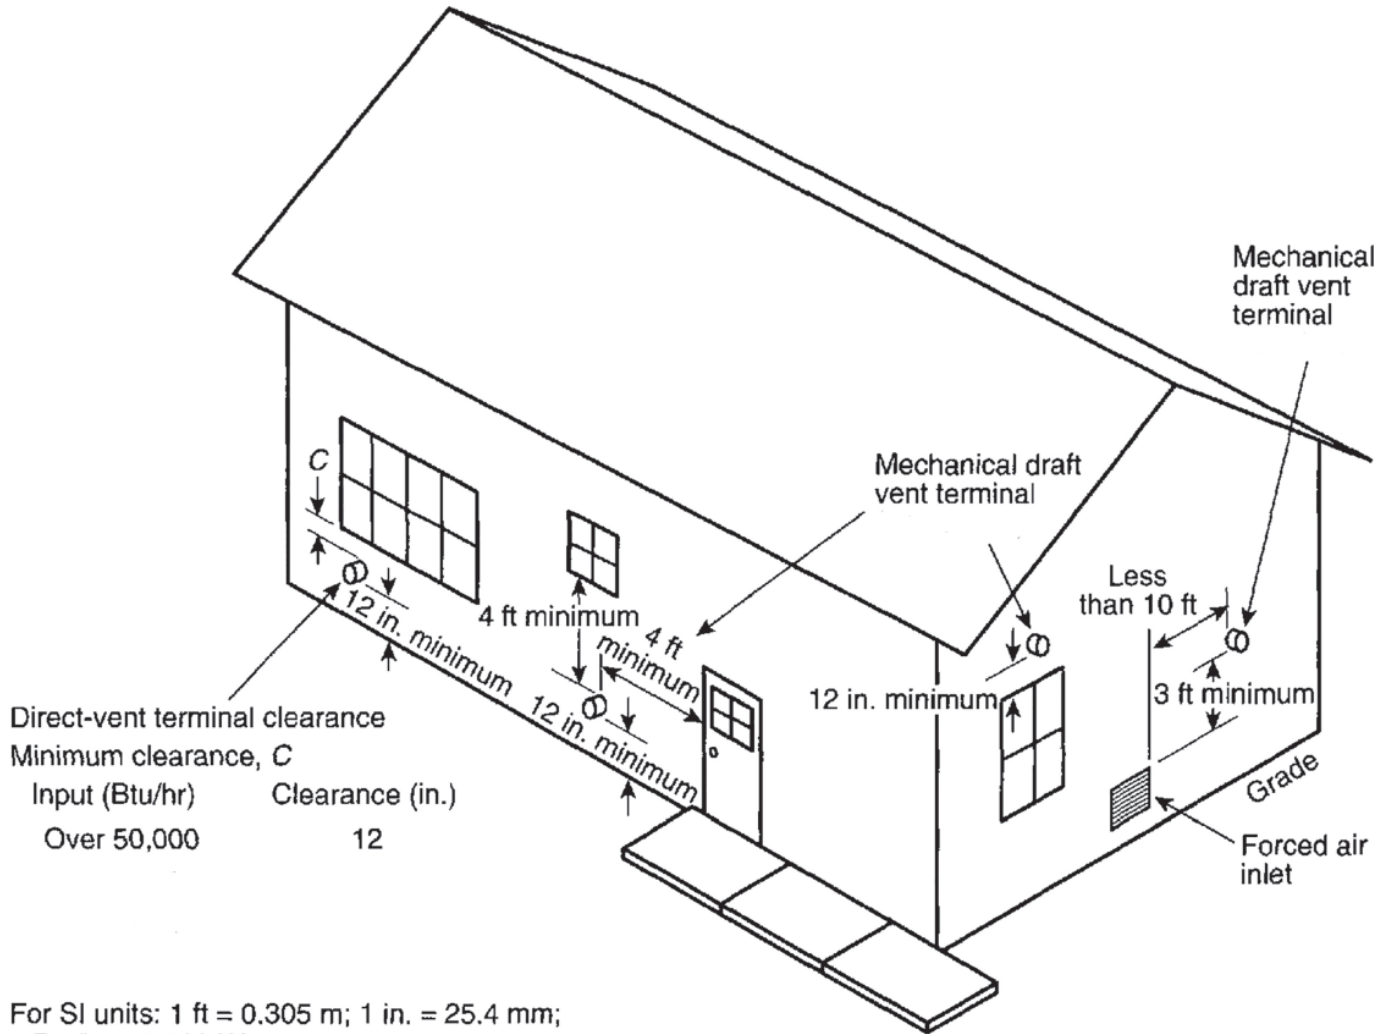 Mechanical
draft vent
terminal
Mechanical draft
vent terminal
C
Less
than 10 ft
12 in. minimum
4 ft minimum
4 ft
minimum
12 in. minimum
12 in. minimum
3 ft minimum
Direct-vent terminal clearance
Minimum clearance, C
Input (Btu/hr) Clearance (in.)
Over 50,000 12
Grade
Forced air
inlet
For SI units: 1 ft = 0.305 m; 1 in. = 25.4 mm;